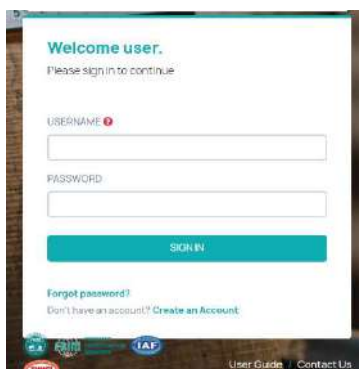 Welcome user.
Please sign in to continue
USERNAME
PASSWORD
SIGN IN
Forgot password?
Don't have an account? Create an Account
IAF
User Guide / Contact Us